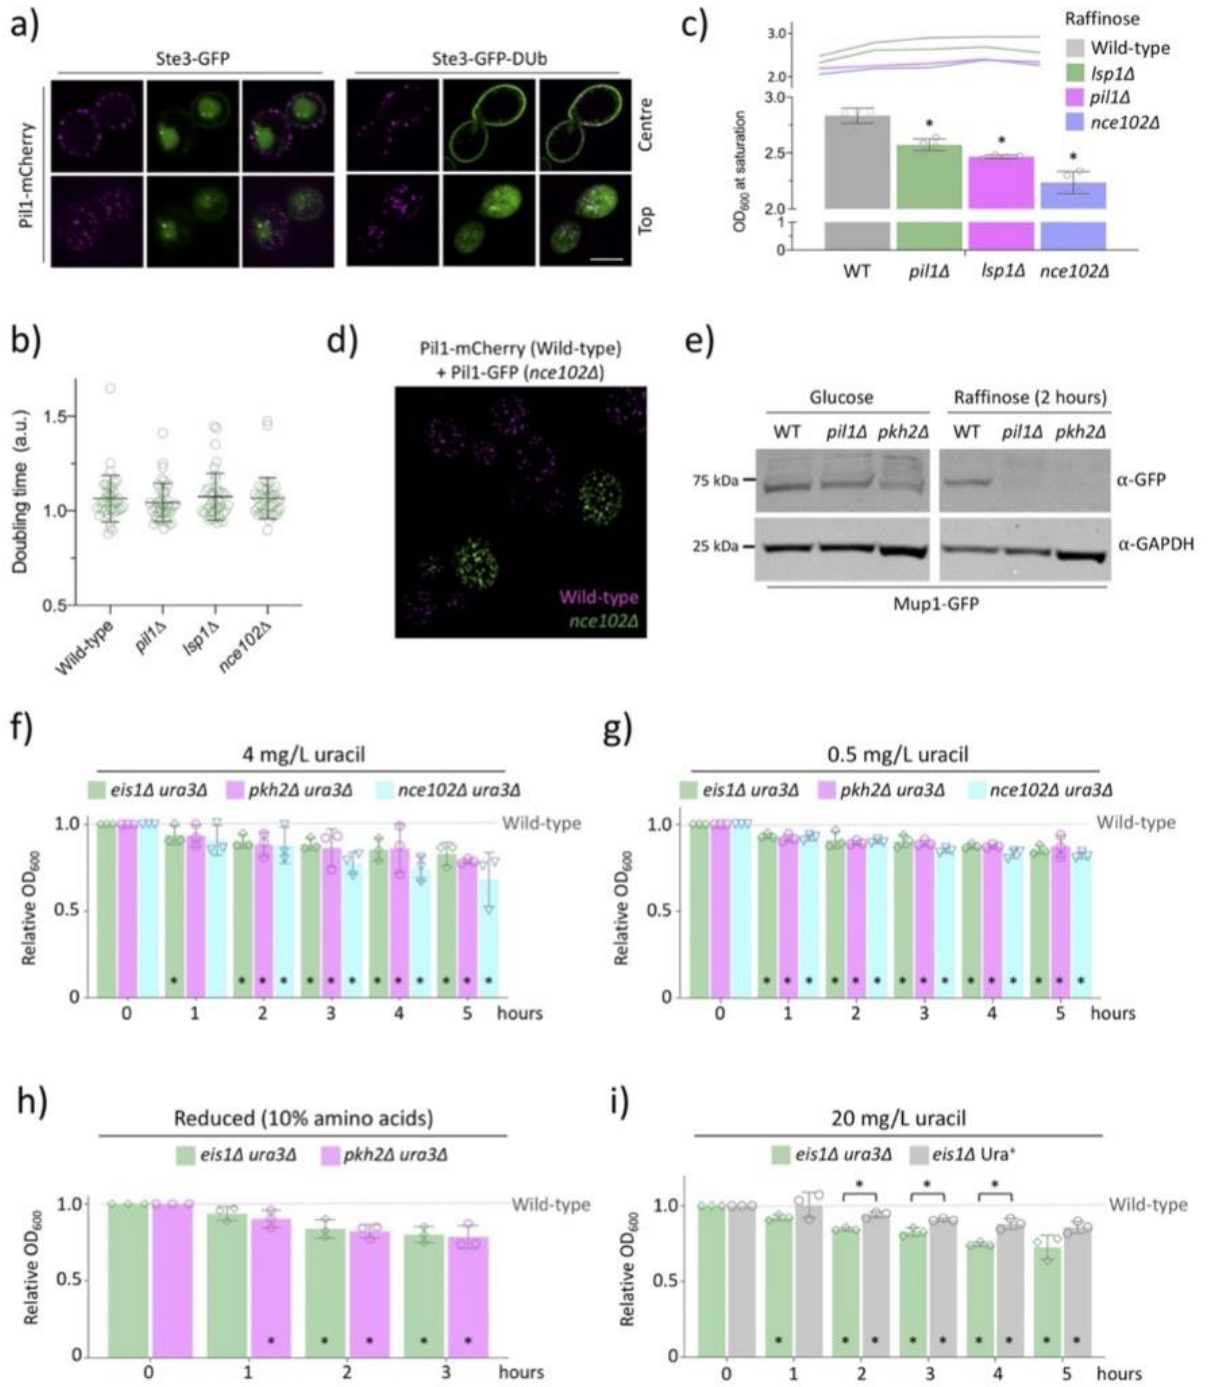 a)
Ste3-GFP
Ste3-GFP-DUb
Pil1-mCherry
Centre
Top
c)
Raffinose
Wild-type
lsp1Δ
pil1Δ
nce102Δ
OD600 at saturation
3.0
2.0
3.0
2.5
2.0
1
0
*
*
*
WT
pil1Δ
lsp1Δ
nce102Δ
b)
Doubling time (a.u.)
1.5
1.0
0.5
Wild-type
pil1Δ
lsp1Δ
nce102Δ
d)
Pil1-mCherry (Wild-type)
+ Pil1-GFP (nce102Δ)
Wild-type
nce102Δ
e)
Glucose
Raffinose (2 hours)
WT pil1Δ pkh2Δ
WT pil1Δ pkh2Δ
75 kDa
α-GFP
25 kDa
α-GAPDH
Mup1-GFP
f)
4 mg/L uracil
eis1Δ ura3Δ
pkh2Δ ura3Δ
nce102Δ ura3Δ
Wild-type
Relative OD600
1.0
0.5
0
* * * * * * * * * * * * *
0 1 2 3 4 5 hours
g)
0.5 mg/L uracil
eis1Δ ura3Δ
pkh2Δ ura3Δ
nce102Δ ura3Δ
Wild-type
Relative OD600
1.0
0.5
0
* * * * * * * * * * * * * * *
0 1 2 3 4 5 hours
h)
Reduced (10% amino acids)
eis1Δ ura3Δ
pkh2Δ ura3Δ
Wild-type
Relative OD600
1.0
0.5
0
* * * * *
0 1 2 3 hours
i)
20 mg/L uracil
eis1Δ ura3Δ
eis1Δ Ura+
* * *
Wild-type
Relative OD600
1.0
0.5
0
* * * * * * * * *
0 1 2 3 4 5 hours